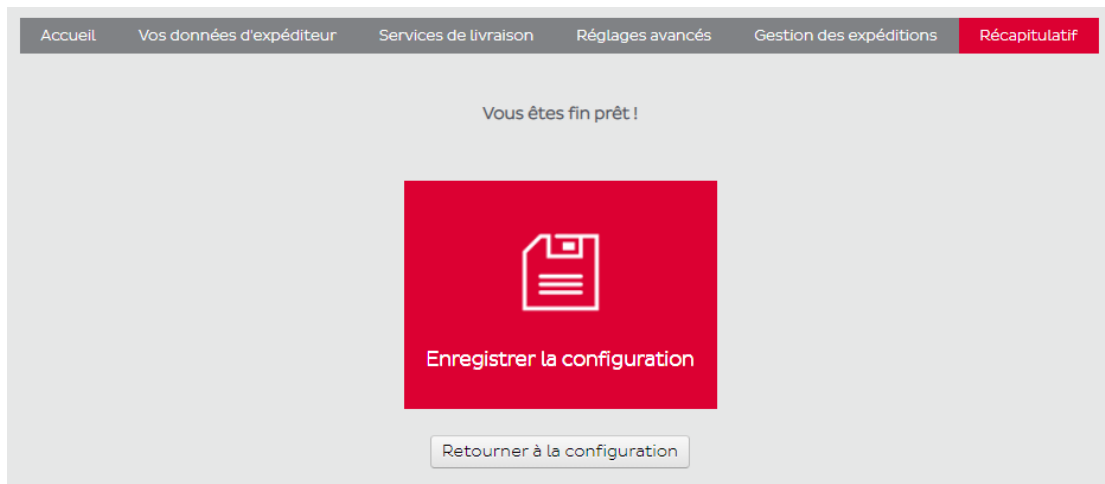 Accueil Vos données d'expéditeur Services de livraison Réglages avancés Gestion des expéditions Récapitulatif
Vous êtes fin prêt !
Enregistrer la configuration
Retourner à la configuration